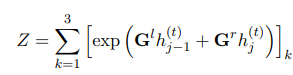 Z = \sum_{k=1}^{3} \left[ \exp \left( \mathbf{G}^{l} h_{j-1}^{(t)} + \mathbf{G}^{r} h_{j}^{(t)} \right) \right]_{k}